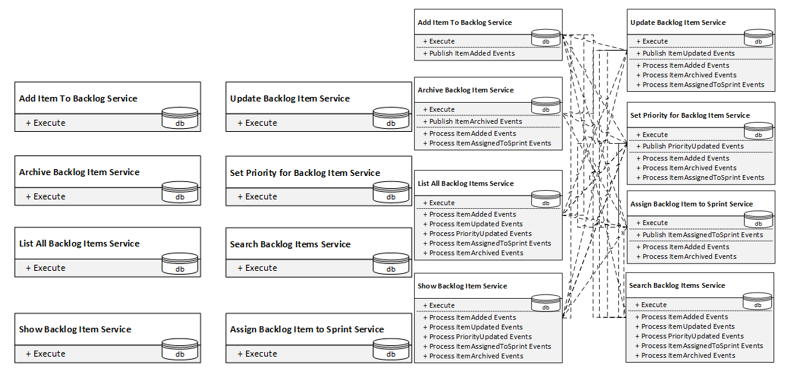 Add Item To Backlog Service
+ Execute
db
Archive Backlog Item Service
+ Execute
db
List All Backlog Items Service
+ Execute
db
Show Backlog Item Service
+ Execute
db
Update Backlog Item Service
+ Execute
db
Set Priority for Backlog Item Service
+ Execute
db
Search Backlog Items Service
+ Execute
db
Assign Backlog Item to Sprint Service
+ Execute
db
Add Item To Backlog Service
+ Execute
db
+ Publish ItemAdded Events
Archive Backlog Item Service
+ Execute
db
+ Publish ItemArchived Events
+ Process ItemAdded Events
+ Process ItemAssignedToSprint Events
List All Backlog Items Service
+ Execute
db
+ Process ItemAdded Events
+ Process ItemUpdated Events
+ Process PriorityUpdated Events
+ Process ItemAssignedToSprint Events
+ Process ItemArchived Events
Show Backlog Item Service
+ Execute
db
+ Process ItemAdded Events
+ Process ItemUpdated Events
+ Process PriorityUpdated Events
+ Process ItemAssignedToSprint Events
+ Process ItemArchived Events
Update Backlog Item Service
+ Execute
db
+ Publish ItemUpdated Events
+ Process ItemAdded Events
+ Process ItemArchived Events
+ Process ItemAssignedToSprint Events
Set Priority for Backlog Item Service
+ Execute
db
+ Publish PriorityUpdated Events
+ Process ItemAdded Events
+ Process ItemArchived Events
+ Process ItemAssignedToSprint Events
Assign Backlog Item to Sprint Service
+ Execute
db
+ Publish ItemAssignedToSprint Events
+ Process ItemAdded Events
+ Process ItemArchived Events
Search Backlog Items Service
+ Execute
db
+ Process ItemAdded Events
+ Process ItemUpdated Events
+ Process PriorityUpdated Events
+ Process ItemAssignedToSprint Events
+ Process ItemArchived Events